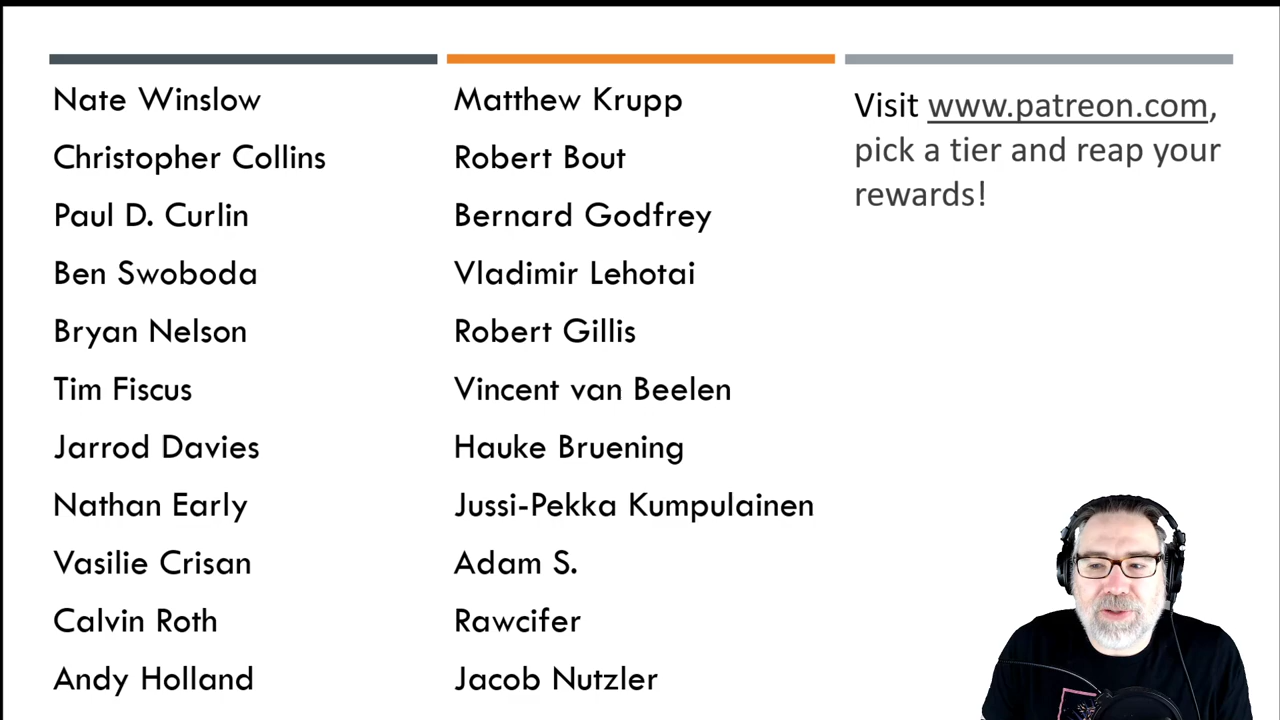 Nate Winslow
Christopher Collins
Paul D. Curlin
Ben Swoboda
Bryan Nelson
Tim Fiscus
Jarrod Davies
Nathan Early
Vasilie Crisan
Calvin Roth
Andy Holland
Matthew Krupp
Robert Bout
Bernard Godfrey
Vladimir Lehotai
Robert Gillis
Vincent van Beelen
Hauke Bruening
Jussi-Pekka Kumpulainen
Adam S.
Rawcifer
Jacob Nutzler
Visit www.patreon.com,
pick a tier and reap your
rewards!